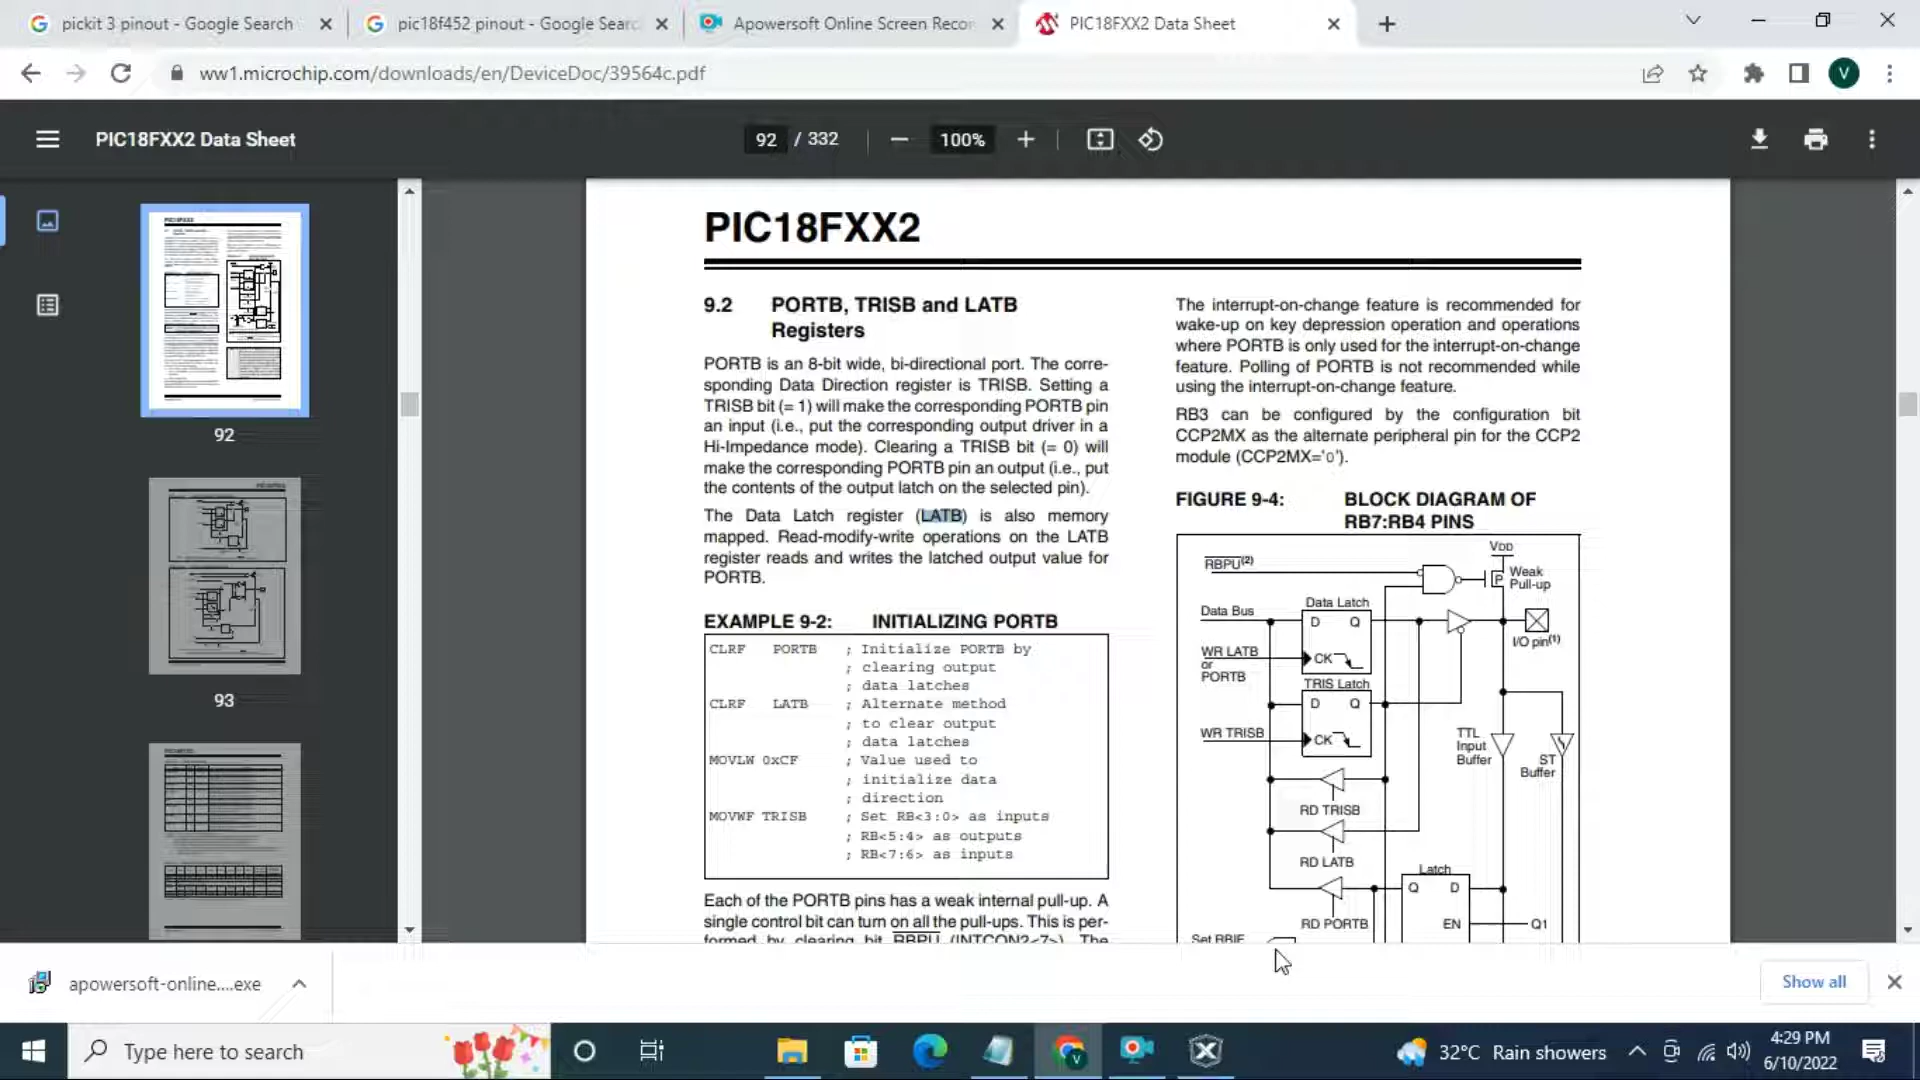 pickit 3 pinout - Google Search
pic18f452 pinout - Google Searc
Apowersoft Online Screen Recor
PIC18FXX2 Data Sheet
ww1.microchip.com/downloads/en/DeviceDoc/39564c.pdf
V
PIC18FXX2 Data Sheet
92 / 332
100%
92
93
PIC18FXX2
9.2 PORTB, TRISB and LATB
Registers
PORTB is an 8-bit wide, bi-directional port. The corre-
sponding Data Direction register is TRISB. Setting a
TRISB bit (= 1) will make the corresponding PORTB pin
an input (i.e., put the corresponding output driver in a
Hi-Impedance mode). Clearing a TRISB bit (= 0) will
make the corresponding PORTB pin an output (i.e., put
the contents of the output latch on the selected pin).
The Data Latch register (LATB) is also memory
mapped. Read-modify-write operations on the LATB
register reads and writes the latched output value for
PORTB.
EXAMPLE 9-2: INITIALIZING PORTB
CLRF PORTB ; Initialize PORTB by
; clearing output
; data latches
CLRF LATB ; Alternate method
; to clear output
; data latches
MOVLW 0xCF ; Value used to
; initialize data
; direction
MOVWF TRISB ; Set RB<3:0> as inputs
; RB<5:4> as outputs
; RB<7:6> as inputs
Each of the PORTB pins has a weak internal pull-up. A
single control bit can turn on all the pull-ups. This is per-
formed by clearing bit RBPU (INTCON2<7>). The
The interrupt-on-change feature is recommended for
wake-up on key depression operation and operations
where PORTB is only used for the interrupt-on-change
feature. Polling of PORTB is not recommended while
using the interrupt-on-change feature.
RB3 can be configured by the configuration bit
CCP2MX as the alternate peripheral pin for the CCP2
module (CCP2MX='0').
FIGURE 9-4: BLOCK DIAGRAM OF
RB7:RB4 PINS
VDD
RBPU(2)
P
Weak
Pull-up
Data Bus
Data Latch
D Q
I/O pin(1)
WR LATB
or
PORTB
CK
TRIS Latch
D Q
WR TRISB
CK
TTL
Input
Buffer
ST
Buffer
RD TRISB
RD LATB
Latch
Q D
RD PORTB
EN
Q1
Set RBIF
apowersoft-online....exe
Show all
Type here to search
V
32°C Rain showers
4:29 PM
6/10/2022